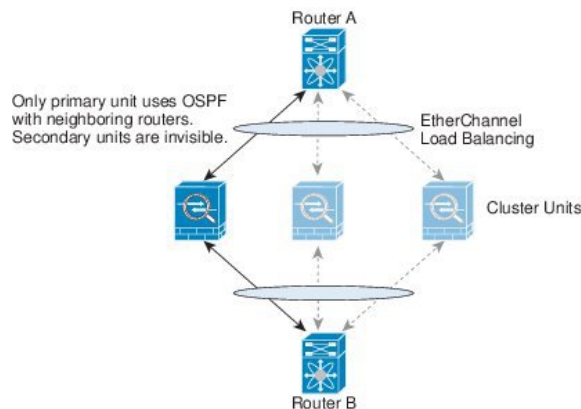 Router A
Only primary unit uses OSPF
with neighboring routers.
Secondary units are invisible.
EtherChannel
Load Balancing
Cluster Units
Router B